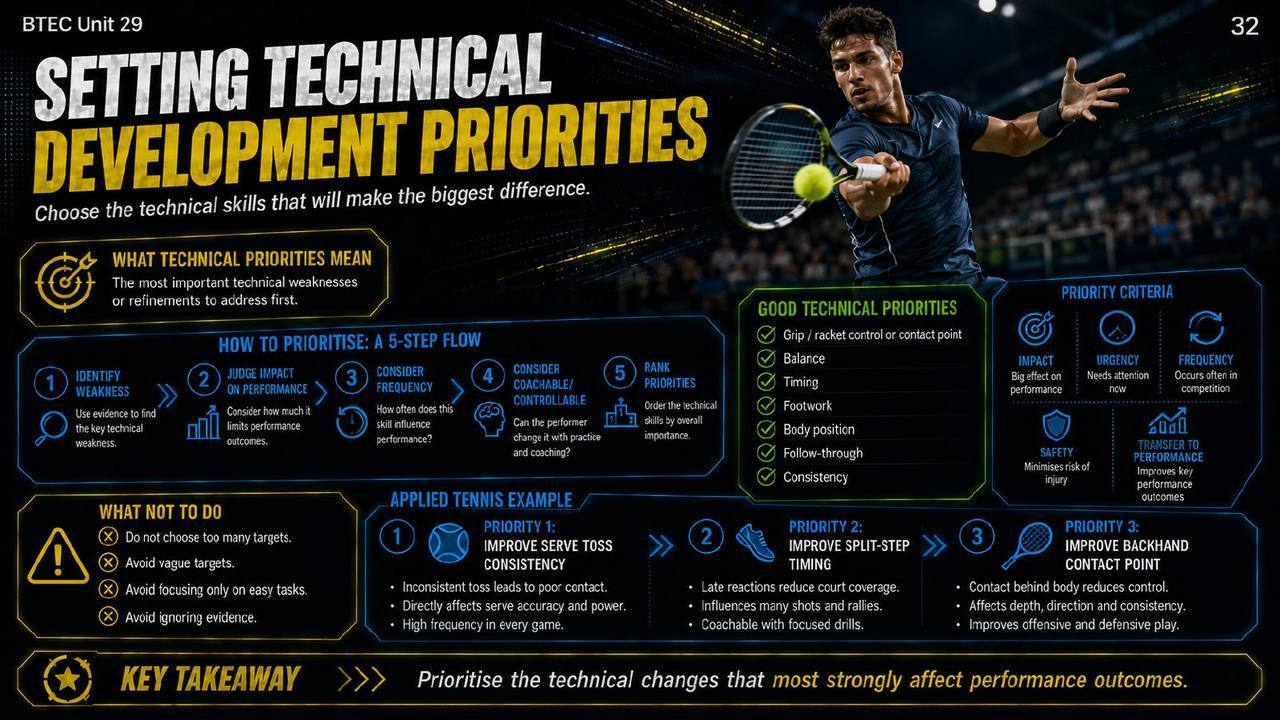 BTEC Unit 29
32
SETTING TECHNICAL
DEVELOPMENT PRIORITIES
Choose the technical skills that will make the biggest difference.
WHAT TECHNICAL PRIORITIES MEAN
The most important technical weaknesses
or refinements to address first.
HOW TO PRIORITISE: A 5-STEP FLOW
1
IDENTIFY
WEAKNESS
Use evidence to find
the key technical
weakness.
2
JUDGE IMPACT
ON PERFORMANCE
Consider how much it
limits performance
outcomes.
3
CONSIDER
FREQUENCY
How often does this
skill influence
performance?
4
CONSIDER
COACHABLE/
CONTROLLABLE
Can the performer
change it with practice
and coaching?
5
RANK
PRIORITIES
Order the technical
skills by overall
importance.
GOOD TECHNICAL PRIORITIES
Grip / racket control or contact point
Balance
Timing
Footwork
Body position
Follow-through
Consistency
PRIORITY CRITERIA
IMPACT
Big effect on
performance
URGENCY
Needs attention
now
FREQUENCY
Occurs often in
competition
SAFETY
Minimises risk of
injury
TRANSFER TO
PERFORMANCE
Improves key
performance
outcomes
WHAT NOT TO DO
Do not choose too many targets.
Avoid vague targets.
Avoid focusing only on easy tasks.
Avoid ignoring evidence.
APPLIED TENNIS EXAMPLE
1
PRIORITY 1:
IMPROVE SERVE TOSS
CONSISTENCY
• Inconsistent toss leads to poor contact.
• Directly affects serve accuracy and power.
• High frequency in every game.
2
PRIORITY 2:
IMPROVE SPLIT-STEP
TIMING
• Late reactions reduce court coverage.
• Influences many shots and rallies.
• Coachable with focused drills.
3
PRIORITY 3:
IMPROVE BACKHAND
CONTACT POINT
• Contact behind body reduces control.
• Affects depth, direction and consistency.
• Improves offensive and defensive play.
KEY TAKEAWAY
Prioritise the technical changes that most strongly affect performance outcomes.